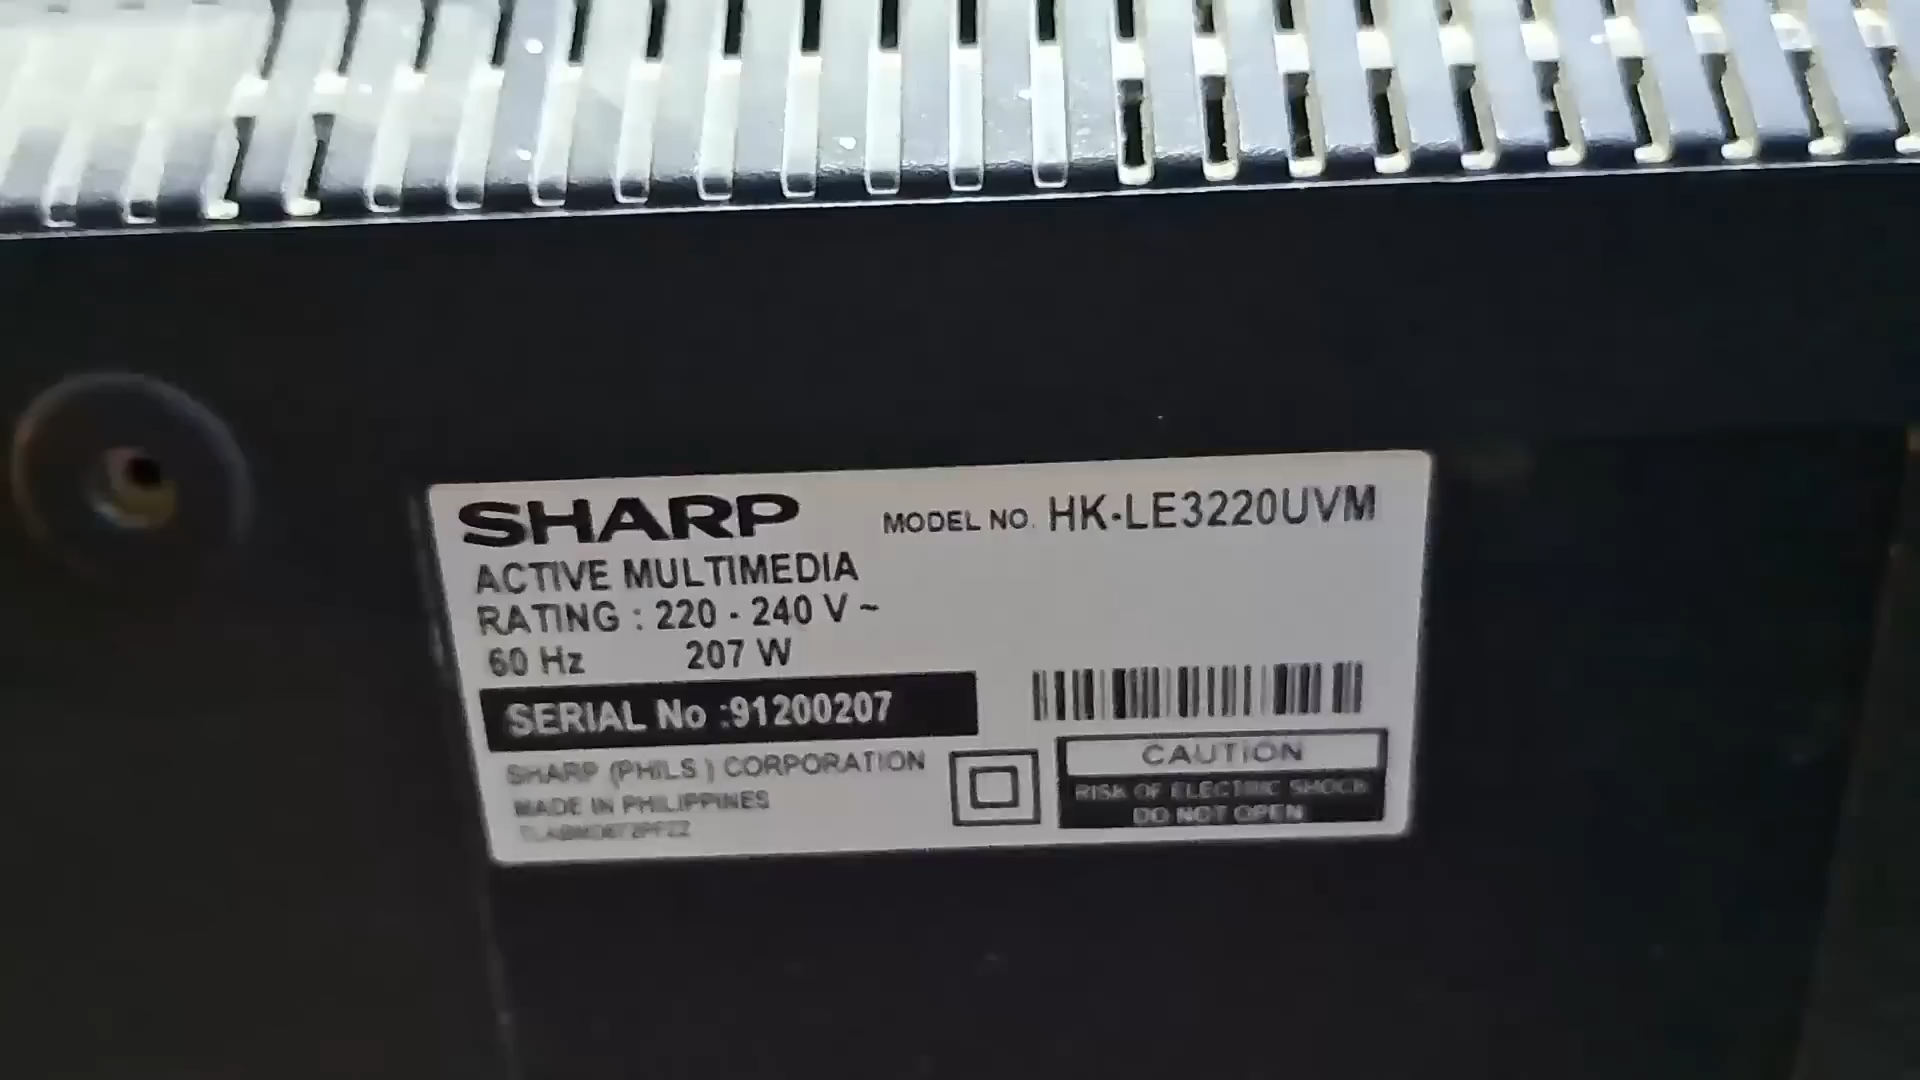 SHARP MODEL NO. HK-LE3220UVM
ACTIVE MULTIMEDIA
RATING : 220 - 240 V ~
60 Hz 207 W
SERIAL No :91200207
SHARP (PHILS.) CORPORATION
MADE IN PHILIPPINES
CAUTION
RISK OF ELECTRIC SHOCK
DO NOT OPEN